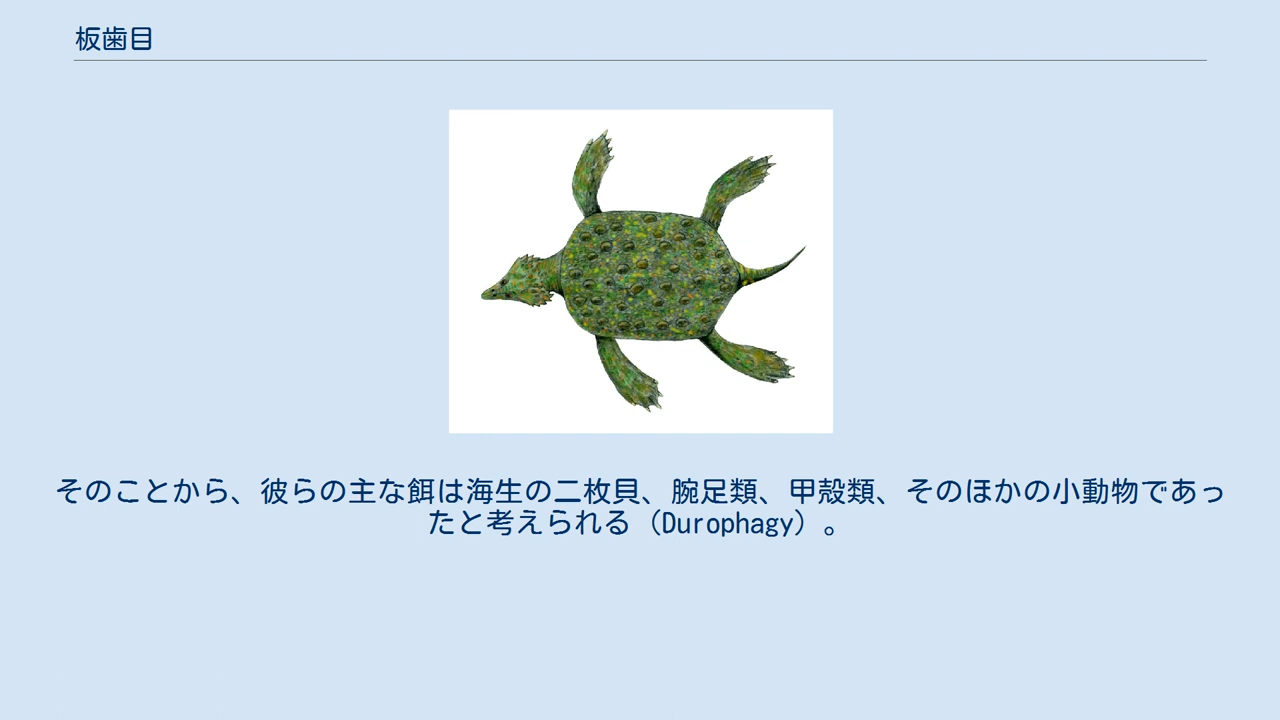 板歯目
そのことから、彼らの主な餌は海生の二枚貝、腕足類、甲殻類、そのほかの小動物であっ
たと考えられる（Durophagy）。